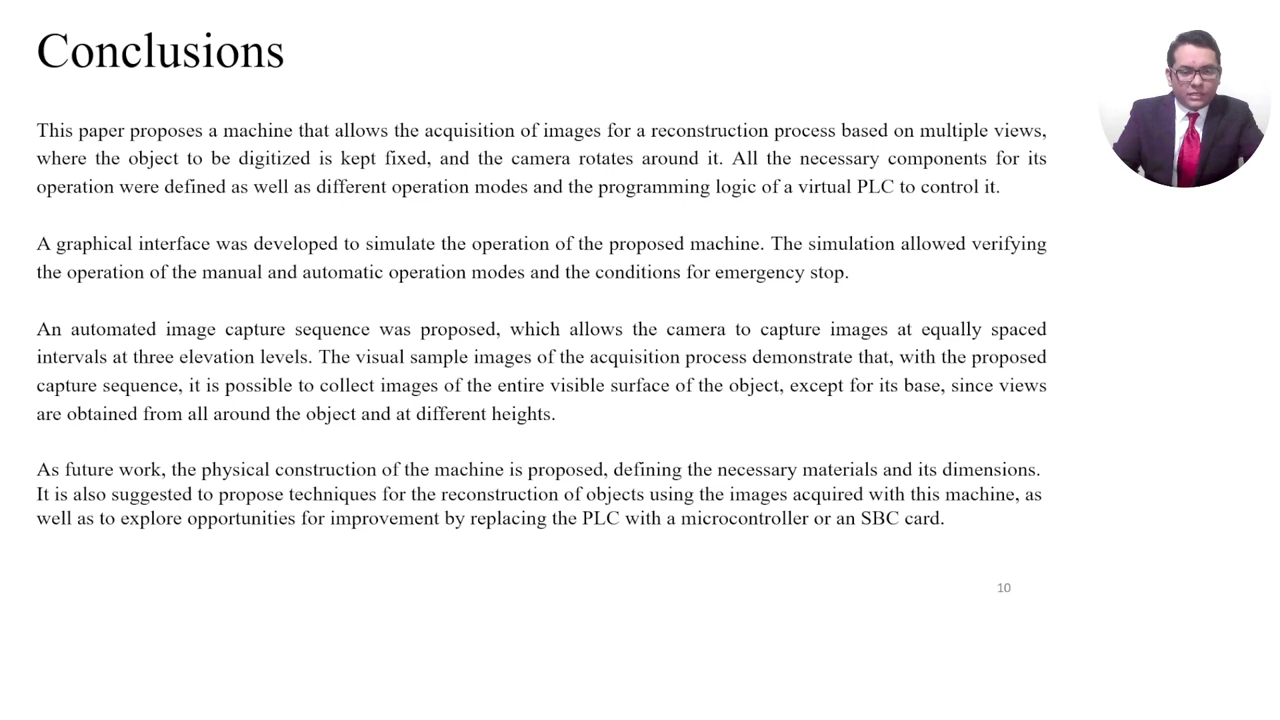 Conclusions
This paper proposes a machine that allows the acquisition of images for a reconstruction process based on multiple views,
where the object to be digitized is kept fixed, and the camera rotates around it. All the necessary components for its
operation were defined as well as different operation modes and the programming logic of a virtual PLC to control it.
A graphical interface was developed to simulate the operation of the proposed machine. The simulation allowed verifying
the operation of the manual and automatic operation modes and the conditions for emergency stop.
An automated image capture sequence was proposed, which allows the camera to capture images at equally spaced
intervals at three elevation levels. The visual sample images of the acquisition process demonstrate that, with the proposed
capture sequence, it is possible to collect images of the entire visible surface of the object, except for its base, since views
are obtained from all around the object and at different heights.
As future work, the physical construction of the machine is proposed, defining the necessary materials and its dimensions.
It is also suggested to propose techniques for the reconstruction of objects using the images acquired with this machine, as
well as to explore opportunities for improvement by replacing the PLC with a microcontroller or an SBC card.
10